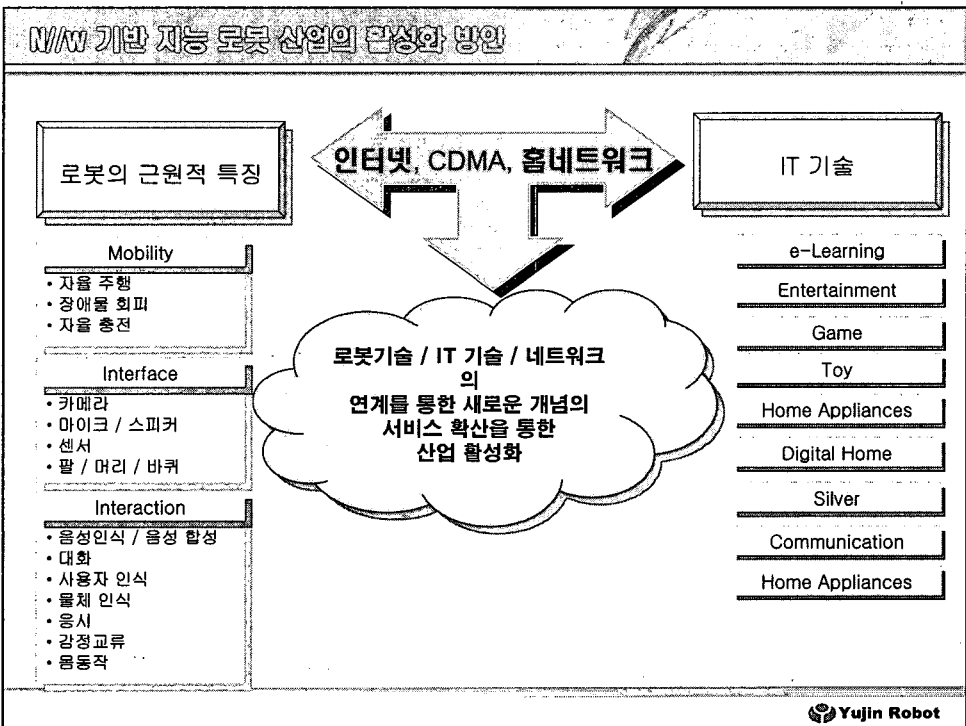 N//W 기반 지능 로봇 산업의 활성화 방안
로봇의 근원적 특징
인터넷, CDMA, 홈네트워크
IT 기술
Mobility
• 자율 주행
• 장애물 회피
• 자율 충전
Interface
• 카메라
• 마이크 / 스피커
• 센서
• 팔 / 머리 / 바퀴
Interaction
• 음성인식 / 음성 합성
• 대화
• 사용자 인식
• 물체 인식
• 응시
• 감정교류
• 몸동작
로봇기술 / IT 기술 / 네트워크
의
연계를 통한 새로운 개념의
서비스 확산을 통한
산업 활성화
e-Learning
Entertainment
Game
Toy
Home Appliances
Digital Home
Silver
Communication
Home Appliances
Yujin Robot